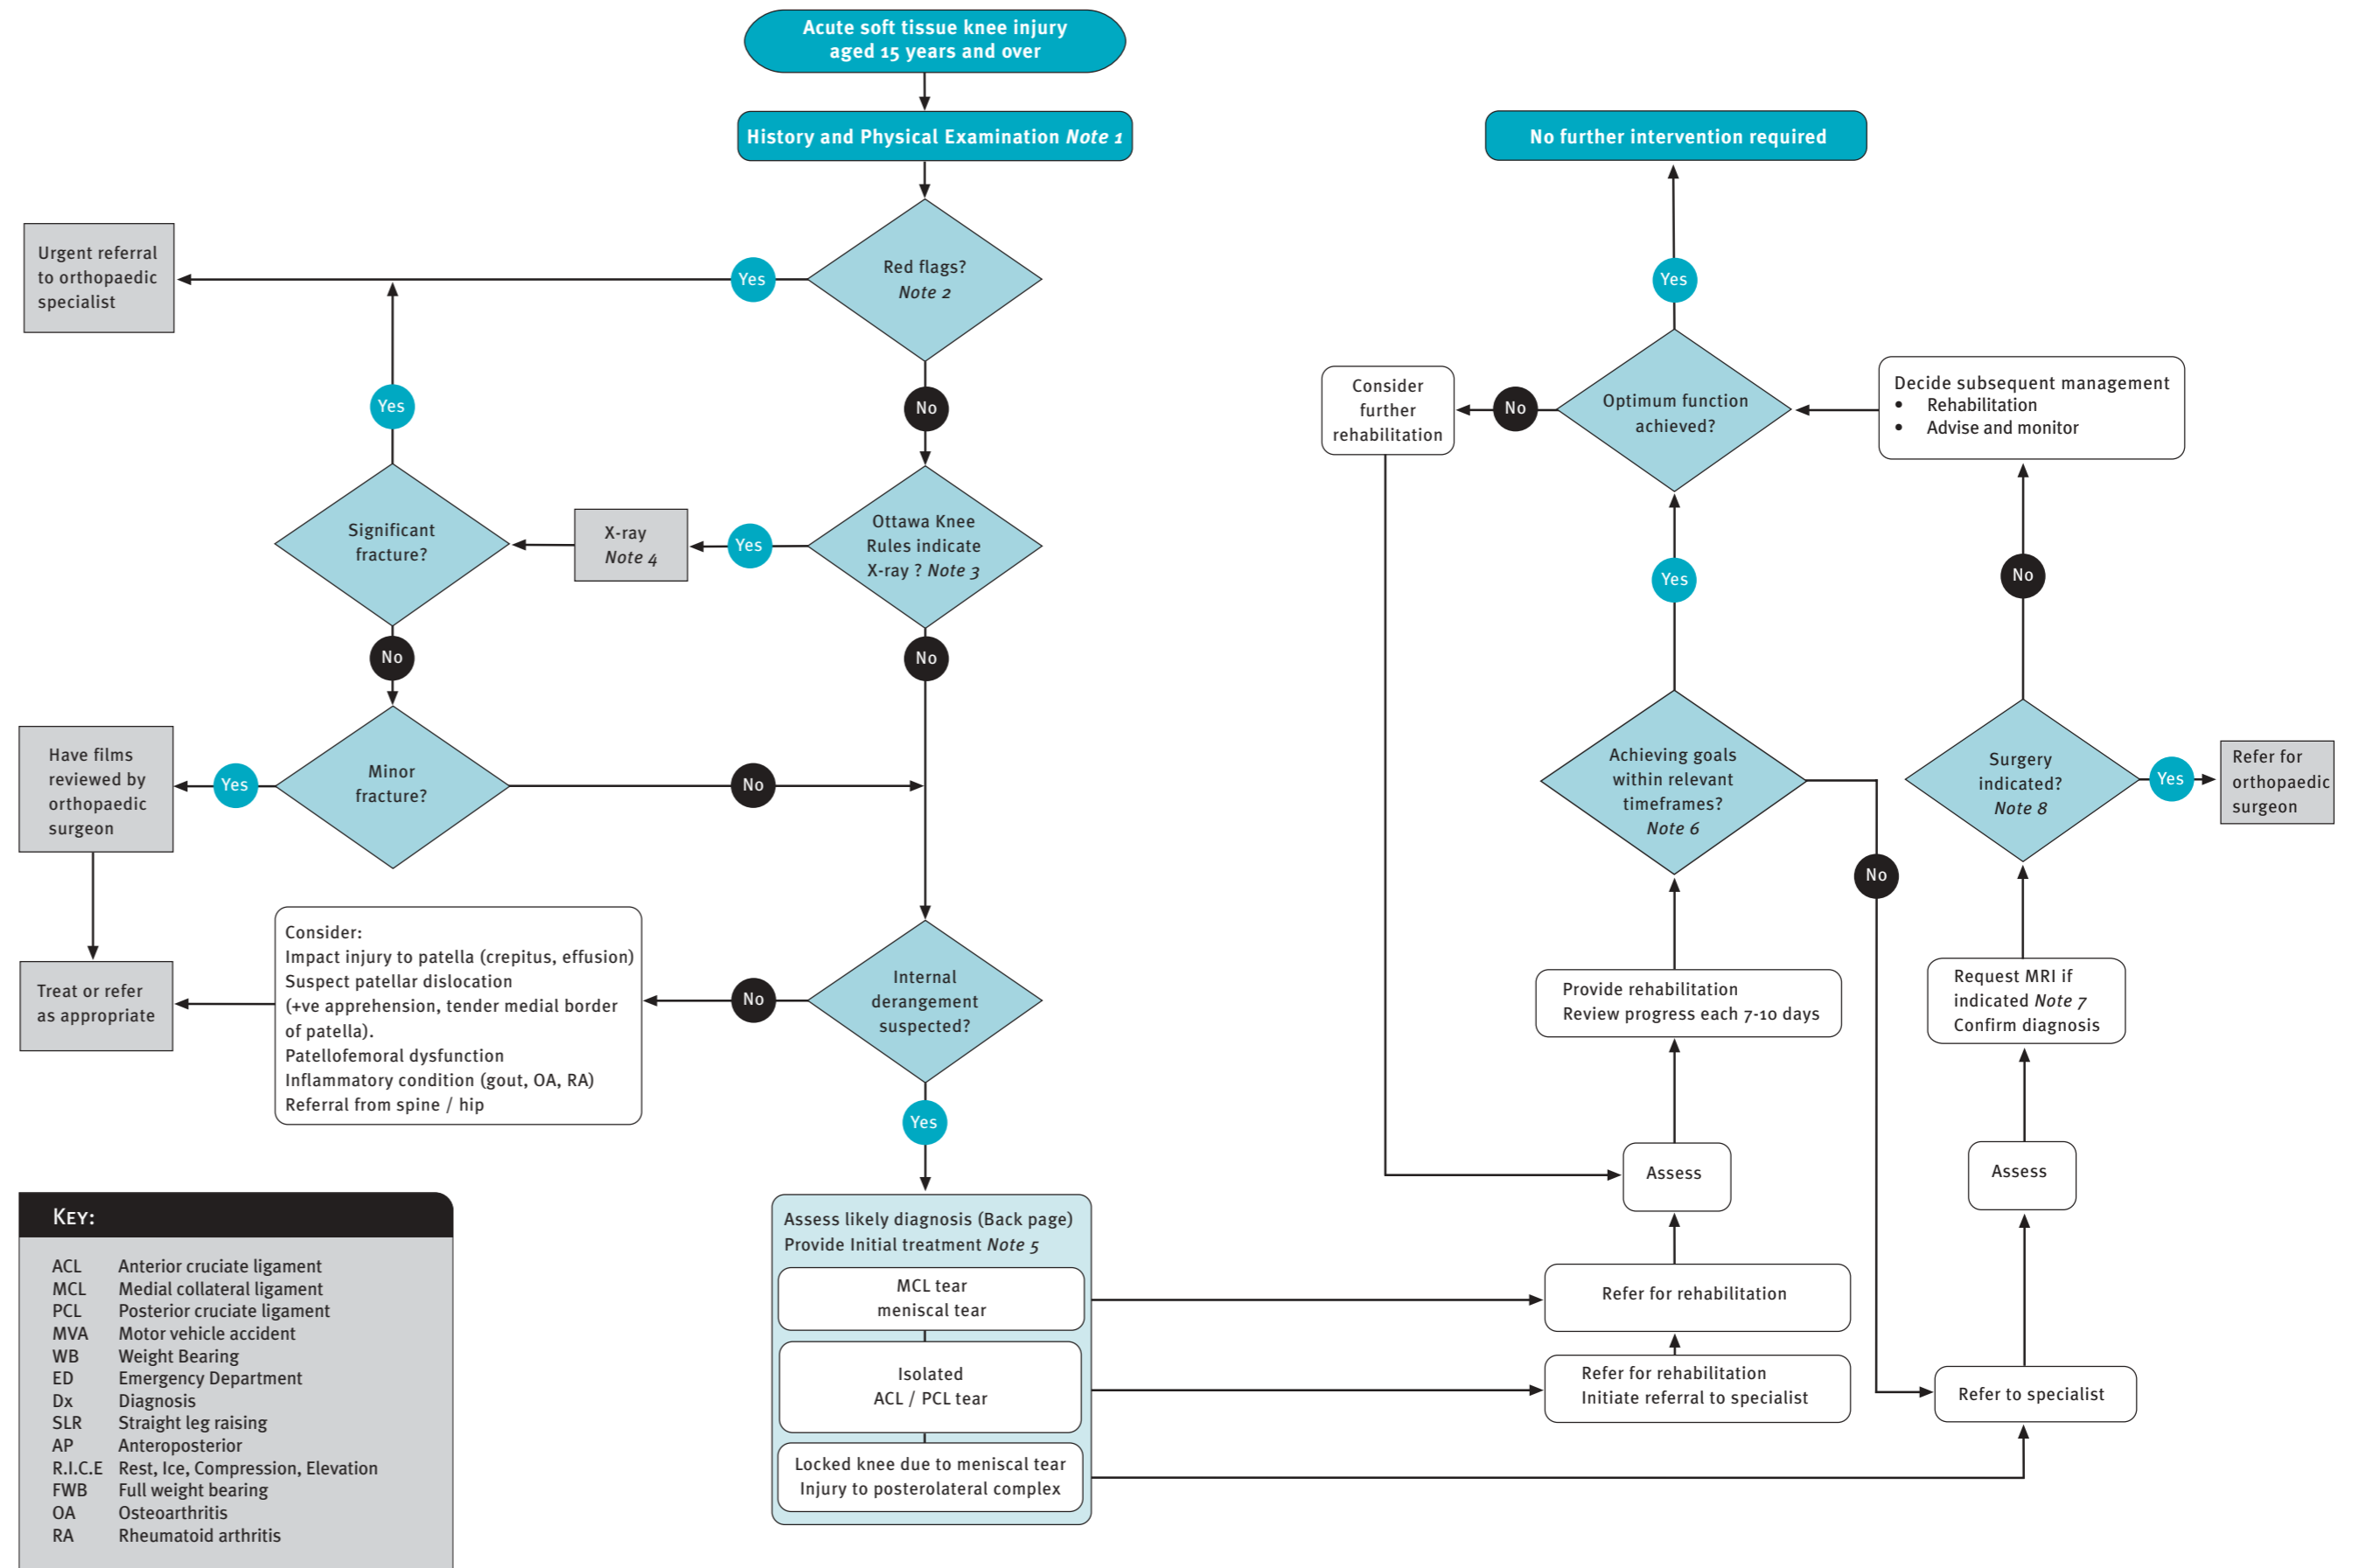 Acute soft tissue knee injury
aged 15 years and over
History and Physical Examination Note 1
Red flags?
Note 2
Yes
Urgent referral
to orthopaedic
specialist
No
Ottawa Knee
Rules indicate
X-ray ? Note 3
Yes
X-ray
Note 4
Significant
fracture?
Yes
No
Minor
fracture?
Yes
Have films
reviewed by
orthopaedic
surgeon
No
No
Internal
derangement
suspected?
No
Consider:
Impact injury to patella (crepitus, effusion)
Suspect patellar dislocation
(+ve apprehension, tender medial border
of patella).
Patellofemoral dysfunction
Inflammatory condition (gout, OA, RA)
Referral from spine / hip
Treat or refer
as appropriate
Yes
Assess likely diagnosis (Back page)
Provide Initial treatment Note 5
MCL tear
meniscal tear
Isolated
ACL / PCL tear
Locked knee due to meniscal tear
Injury to posterolateral complex
Refer for rehabilitation
Refer for rehabilitation
Initiate referral to specialist
Refer to specialist
Assess
Assess
Provide rehabilitation
Review progress each 7-10 days
Request MRI if
indicated Note 7
Confirm diagnosis
Achieving goals
within relevant
timeframes?
Note 6
No
Yes
Surgery
indicated?
Note 8
Yes
Refer for
orthopaedic
surgeon
No
Decide subsequent management
• Rehabilitation
• Advise and monitor
Optimum function
achieved?
No
Consider
further
rehabilitation
Yes
No further intervention required
KEY:
ACL Anterior cruciate ligament
MCL Medial collateral ligament
PCL Posterior cruciate ligament
MVA Motor vehicle accident
WB Weight Bearing
ED Emergency Department
Dx Diagnosis
SLR Straight leg raising
AP Anteroposterior
R.I.C.E Rest, Ice, Compression, Elevation
FWB Full weight bearing
OA Osteoarthritis
RA Rheumatoid arthritis